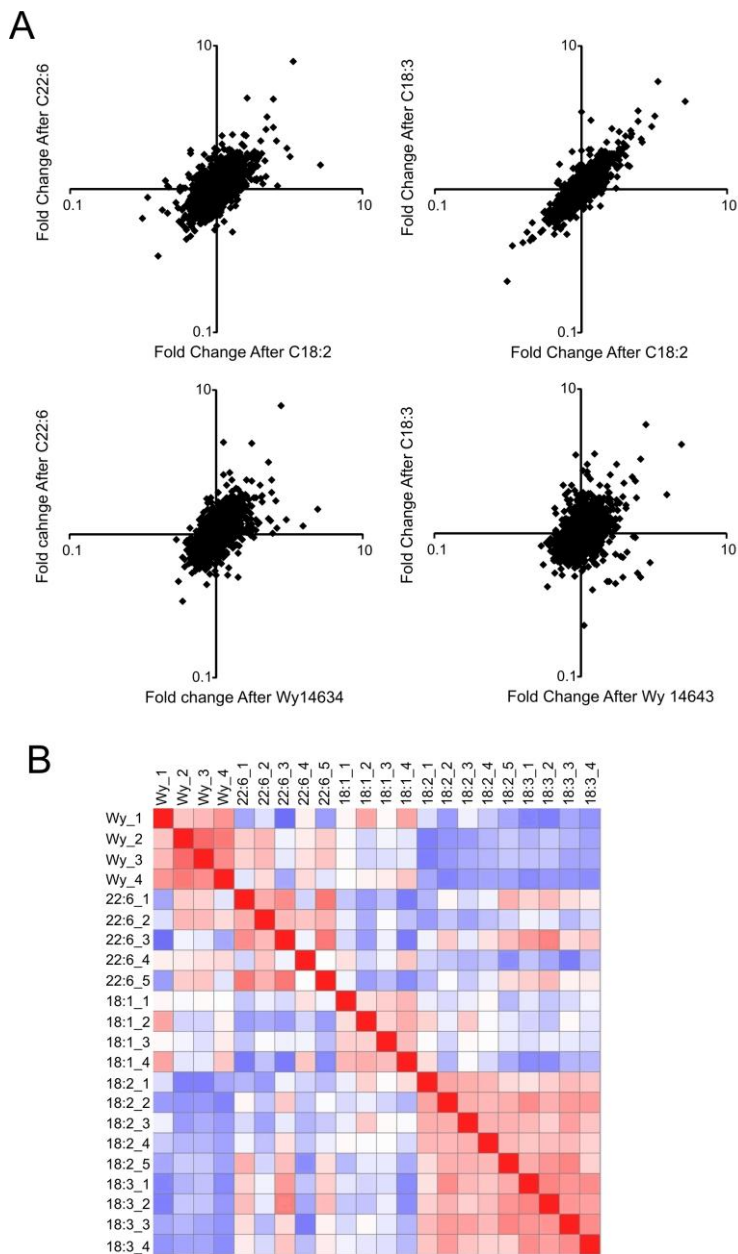 A
10
10
Fold Change After C22:6
Fold Change After C18:3
0.1
10
0.1
10
0.1
0.1
Fold Change After C18:2
Fold Change After C18:2
10
10
Fold cahnge After C22:6
Fold Change After C18:3
0.1
10
0.1
10
0.1
0.1
Fold change After Wy14634
Fold Change After Wy 14643
B
Wy_1 Wy_2 Wy_3 Wy_4 22:6_1 22:6_2 22:6_3 22:6_4 22:6_5 18:1_1 18:1_2 18:1_3 18:1_4 18:2_1 18:2_2 18:2_3 18:2_4 18:2_5 18:3_1 18:3_2 18:3_3 18:3_4
Wy_1
Wy_2
Wy_3
Wy_4
22:6_1
22:6_2
22:6_3
22:6_4
22:6_5
18:1_1
18:1_2
18:1_3
18:1_4
18:2_1
18:2_2
18:2_3
18:2_4
18:2_5
18:3_1
18:3_2
18:3_3
18:3_4